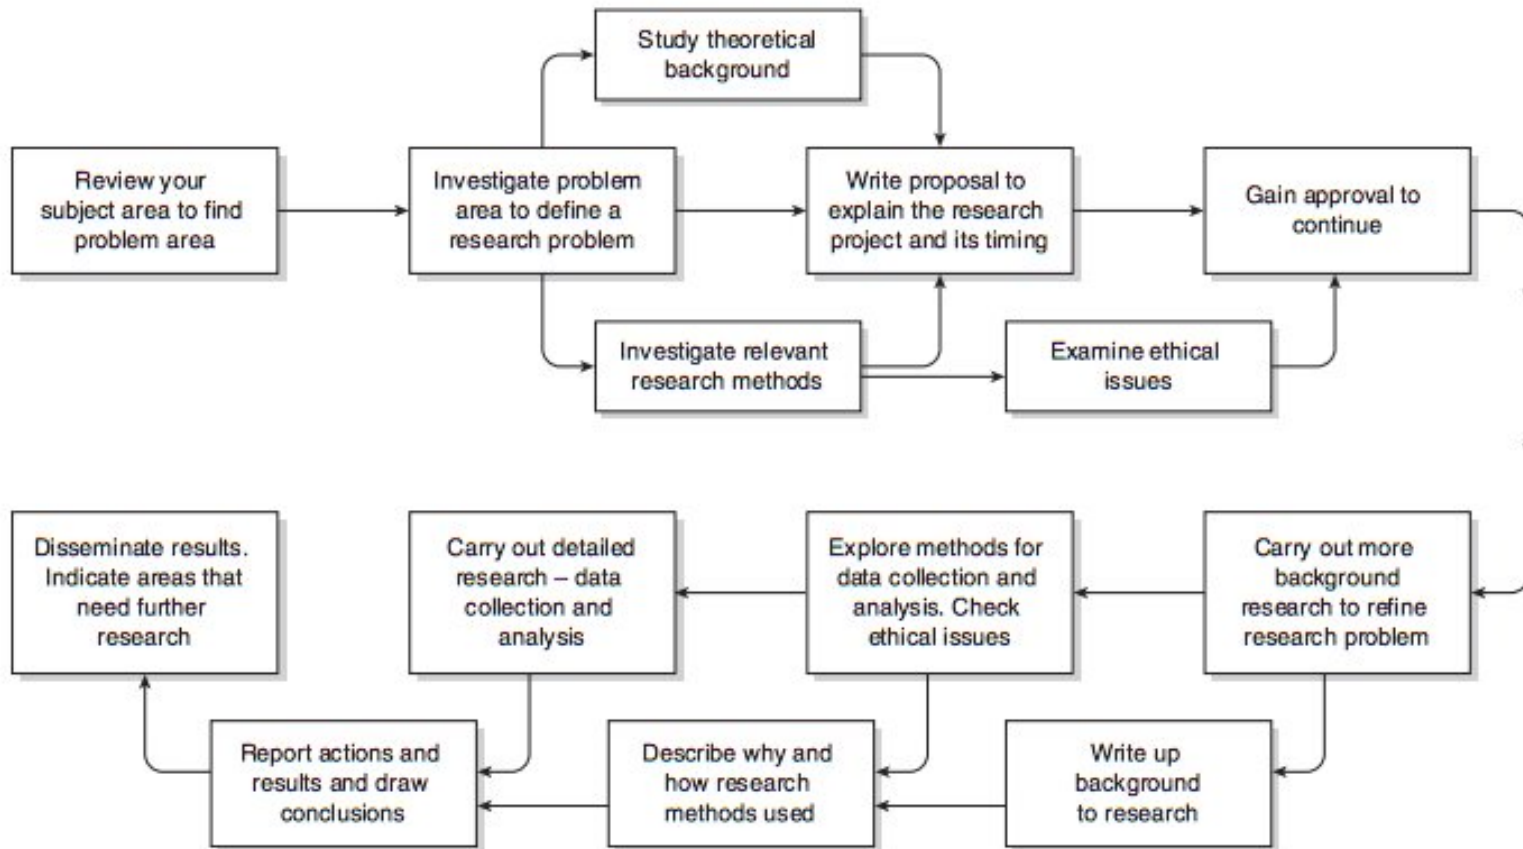 Study theoretical
background
Review your
subject area to find
problem area
Investigate problem
area to define a
research problem
Write proposal to
explain the research
project and its timing
Gain approval to
continue
Investigate relevant
research methods
Examine ethical
issues
Disseminate results.
Indicate areas that
need further
research
Carry out detailed
research – data
collection and
analysis
Explore methods for
data collection and
analysis. Check
ethical issues
Carry out more
background
research to refine
research problem
Report actions and
results and draw
conclusions
Describe why and
how research
methods used
Write up
background
to research